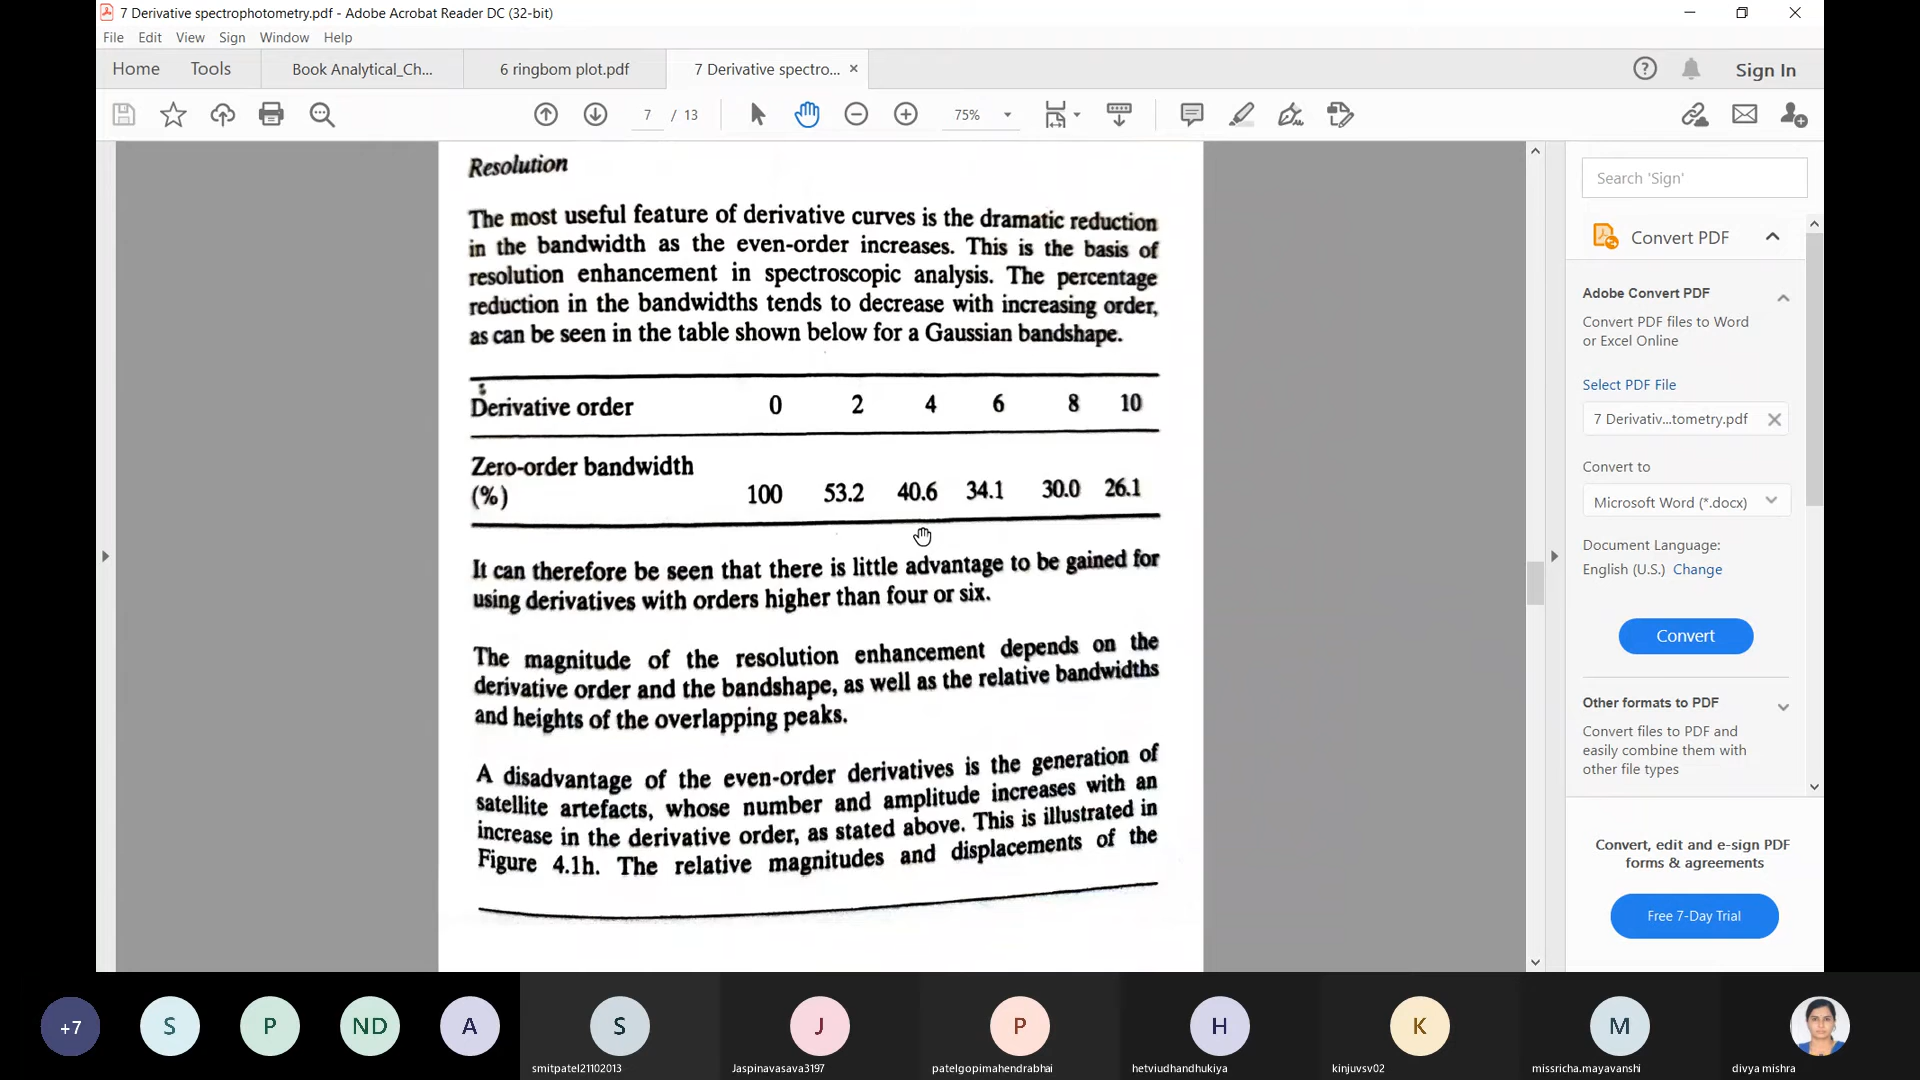 7 Derivative spectrophotometry.pdf - Adobe Acrobat Reader DC (32-bit)
File Edit View Sign Window Help
Home Tools Book Analytical_Ch... 6 ringbom plot.pdf 7 Derivative spectro... × Sign In
7 / 13 75%
Resolution
The most useful feature of derivative curves is the dramatic reduction
in the bandwidth as the even-order increases. This is the basis of
resolution enhancement in spectroscopic analysis. The percentage
reduction in the bandwidths tends to decrease with increasing order,
as can be seen in the table shown below for a Gaussian bandshape.
Derivative order 0 2 4 6 8 10
Zero-order bandwidth
(%) 100 53.2 40.6 34.1 30.0 26.1
It can therefore be seen that there is little advantage to be gained for
using derivatives with orders higher than four or six.
The magnitude of the resolution enhancement depends on the
derivative order and the bandshape, as well as the relative bandwidths
and heights of the overlapping peaks.
A disadvantage of the even-order derivatives is the generation of
satellite artefacts, whose number and amplitude increases with an
increase in the derivative order, as stated above. This is illustrated in
Figure 4.1h. The relative magnitudes and displacements of the
Search 'Sign'
Convert PDF
Adobe Convert PDF
Convert PDF files to Word
or Excel Online
Select PDF File
7 Derivativ...tometry.pdf
Convert to
Microsoft Word (*.docx)
Document Language:
English (U.S.) Change
Convert
Other formats to PDF
Convert files to PDF and
easily combine them with
other file types
Convert, edit and e-sign PDF
forms & agreements
Free 7-Day Trial
+7 S P ND A S J P H K M
smitpatel21102013 Jaspinavasava3197 patelgopimahendrabhai hetviudhandhukiya kinjuvsv02 missricha.mayavanshi divya mishra